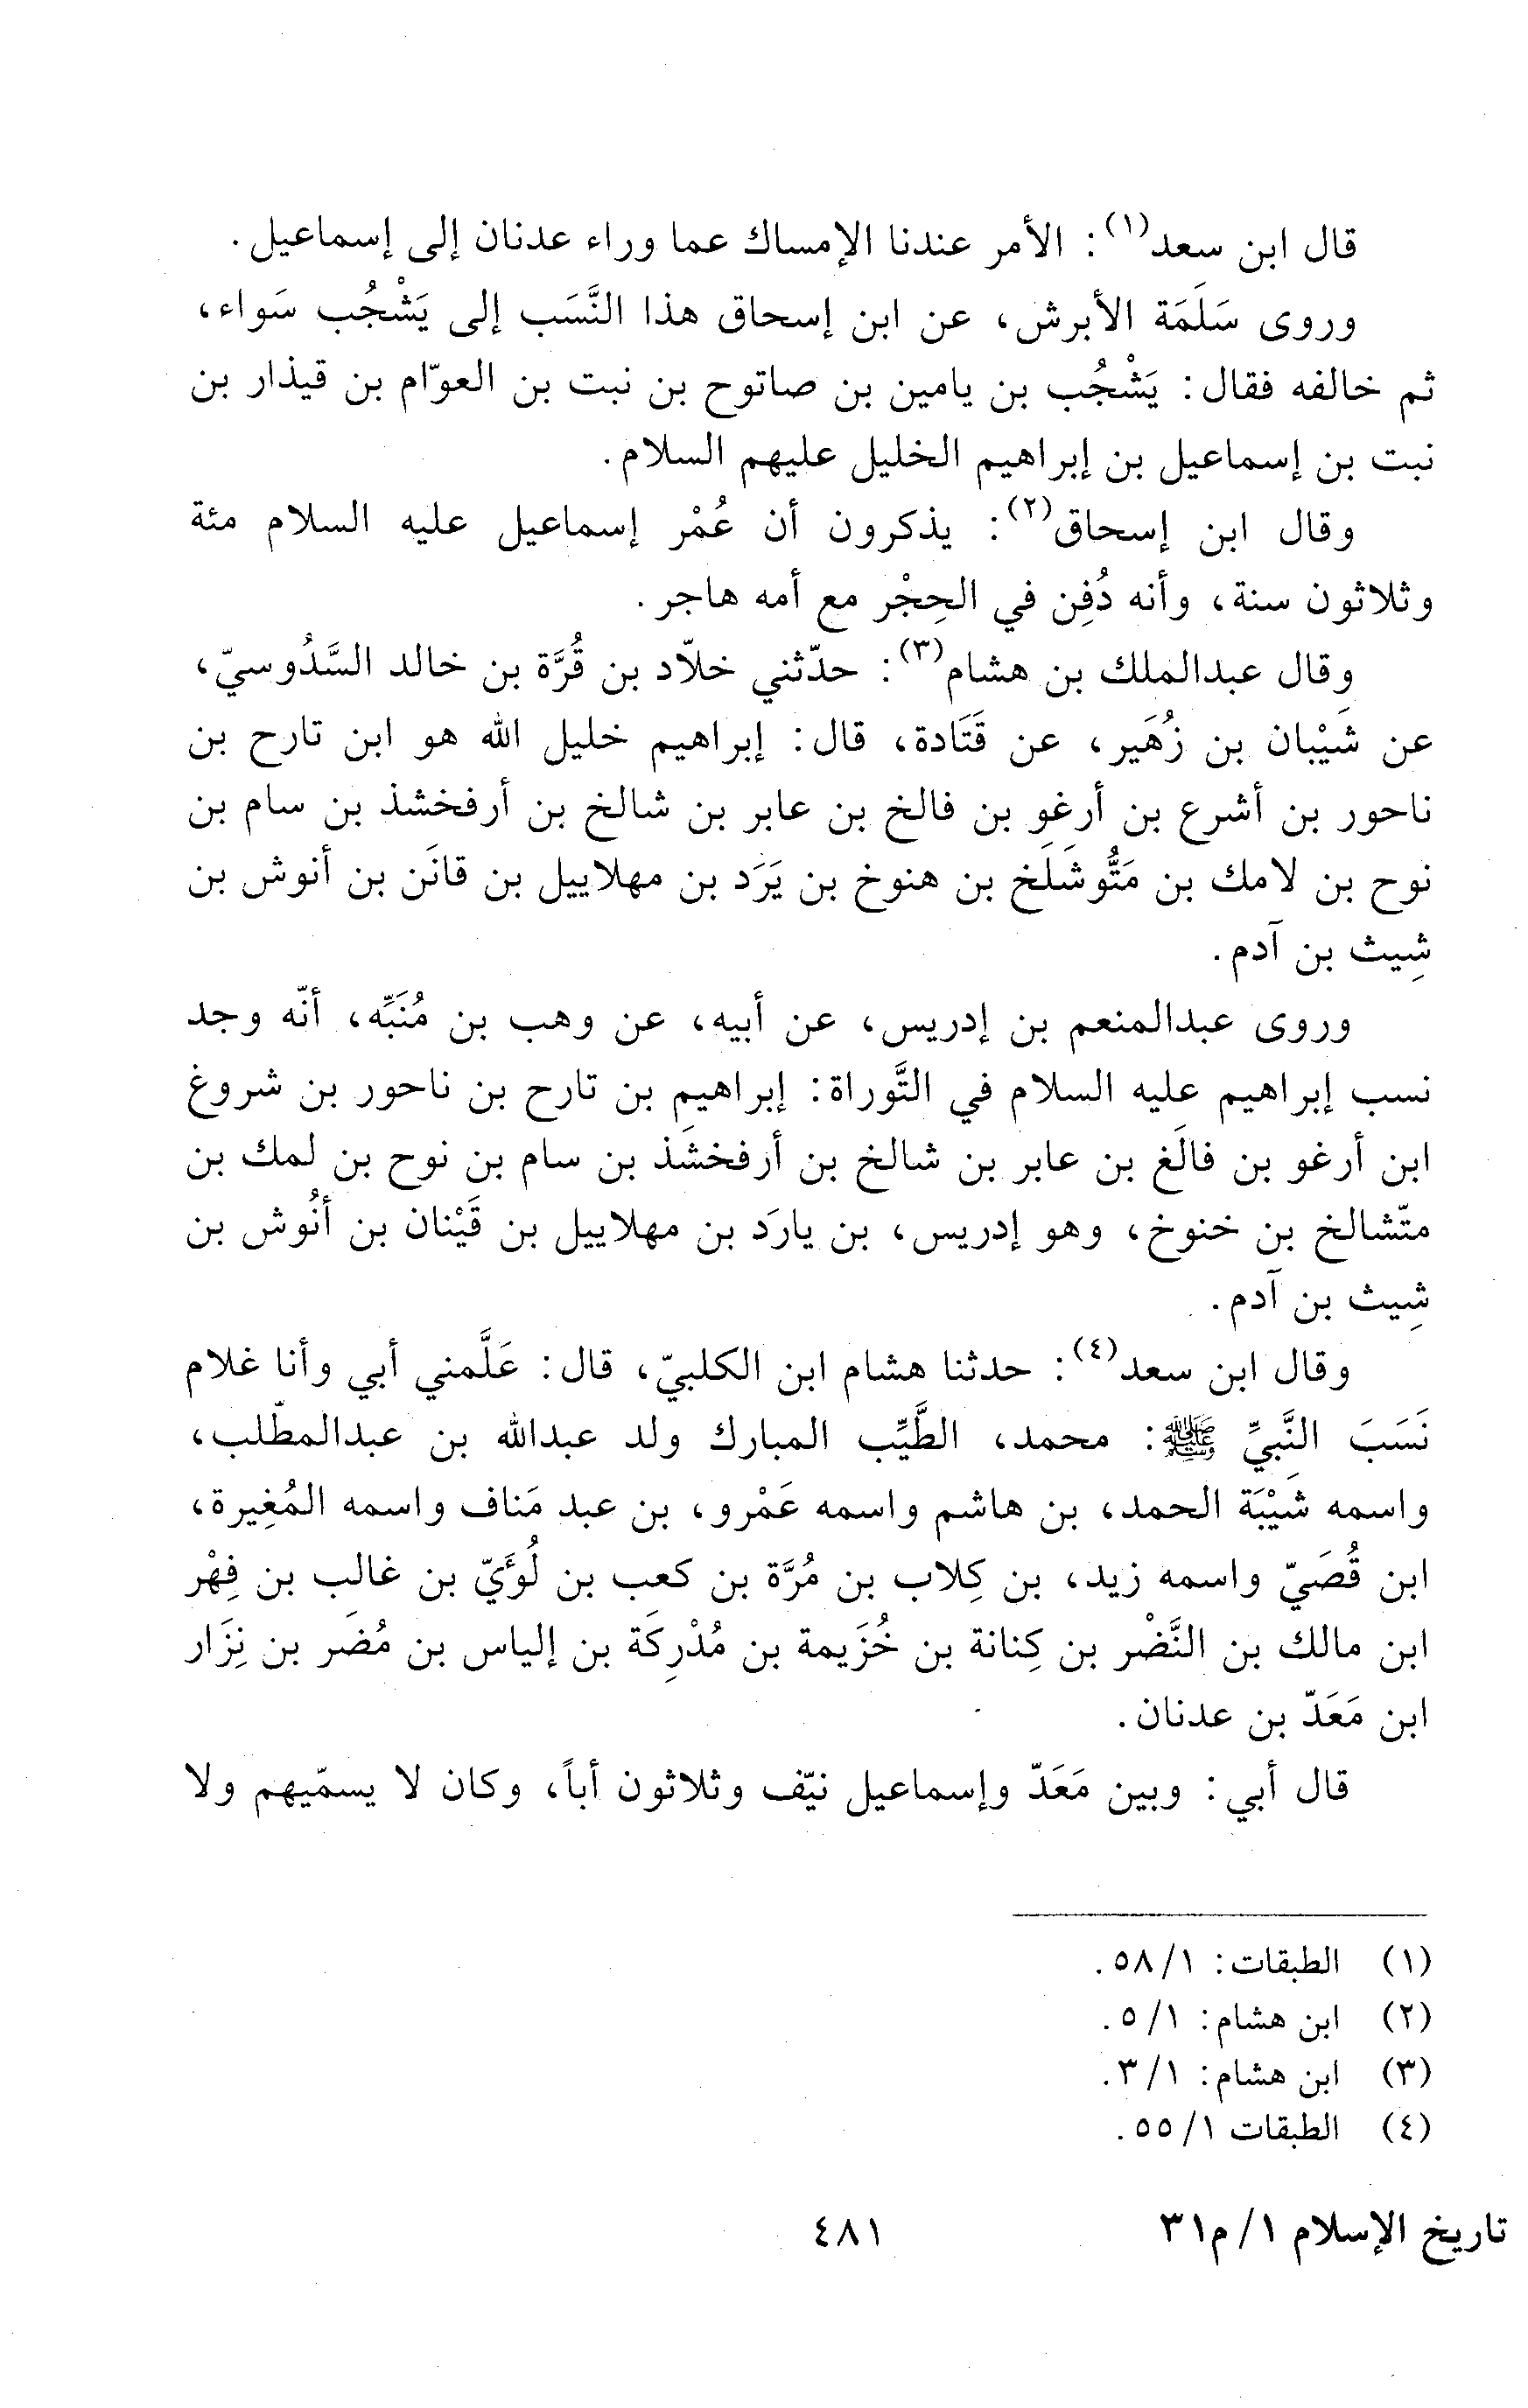 قال ابن سعد(١): الأمر عندنا الإمساك عما وراء عدنان إلى إسماعيل.
وروى سَلَمَة الأبرش، عن ابن إسحاق هذا النَّسَب إلى يَشْجُب سَواء،
ثم خالفه فقال: يَشْجُب بن يامين بن صاتوح بن نبت بن العوّام بن قيذار بن
نبت بن إسماعيل بن إبراهيم الخليل عليهم السلام.
وقال ابن إسحاق(٢): يذكرون أن عُمْر إسماعيل عليه السلام مئة
وثلاثون سنة، وأنه دُفِن في الحِجْر مع أمه هاجر.
وقال عبدالملك بن هشام(٣): حدّثني خلاّد بن قُرَّة بن خالد السَّدُوسيّ،
عن شَيْبان بن زُهَير، عن قَتَادة، قال: إبراهيم خليل الله هو ابن تارح بن
ناحور بن أشرع بن أرغو بن فالخ بن عابر بن شالخ بن أرفخشذ بن سام بن
نوح بن لامك بن مَتُّوشَلَخ بن هنوخ بن يَرَد بن مهلاييل بن قانَن بن أنوش بن
شِيث بن آدم.
وروى عبدالمنعم بن إدريس، عن أبيه، عن وهب بن مُنَبِّه، أنّه وجد
نسب إبراهيم عليه السلام في التَّوراة: إبراهيم بن تارح بن ناحور بن شروغ
ابن أرغو بن فالَغ بن عابر بن شالخ بن أرفخشَذ بن سام بن نوح بن لمك بن
متّشالخ بن خنوخ، وهو إدريس، بن يارَد بن مهلاييل بن قَيْنان بن أنُوش بن
شِيث بن آدم.
وقال ابن سعد(٤): حدثنا هشام ابن الكلبيّ، قال: عَلَّمني أبي وأنا غلام
نَسَبَ النَّبيِّ ﷺ: محمد، الطَّيِّب المبارك ولد عبدالله بن عبدالمطّلب،
واسمه شَيْبَة الحمد، بن هاشم واسمه عَمْرو، بن عبد مَناف واسمه المُغِيرة،
ابن قُصَيّ واسمه زيد، بن كِلاب بن مُرَّة بن كعب بن لُؤَيّ بن غالب بن فِهْر
ابن مالك بن النَّضْر بن كِنانة بن خُزَيمة بن مُدْرِكَة بن إلياس بن مُضَر بن نِزَار
ابن مَعَدّ بن عدنان.
قال أبي: وبين مَعَدّ وإسماعيل نيّف وثلاثون أباً، وكان لا يسمّيهم ولا
(١) الطبقات: ١/ ٥٨.
(٢) ابن هشام: ١/ ٥.
(٣) ابن هشام: ١/ ٣.
(٤) الطبقات ١/ ٥٥.
تاريخ الإسلام ١/ م٣١
٤٨١